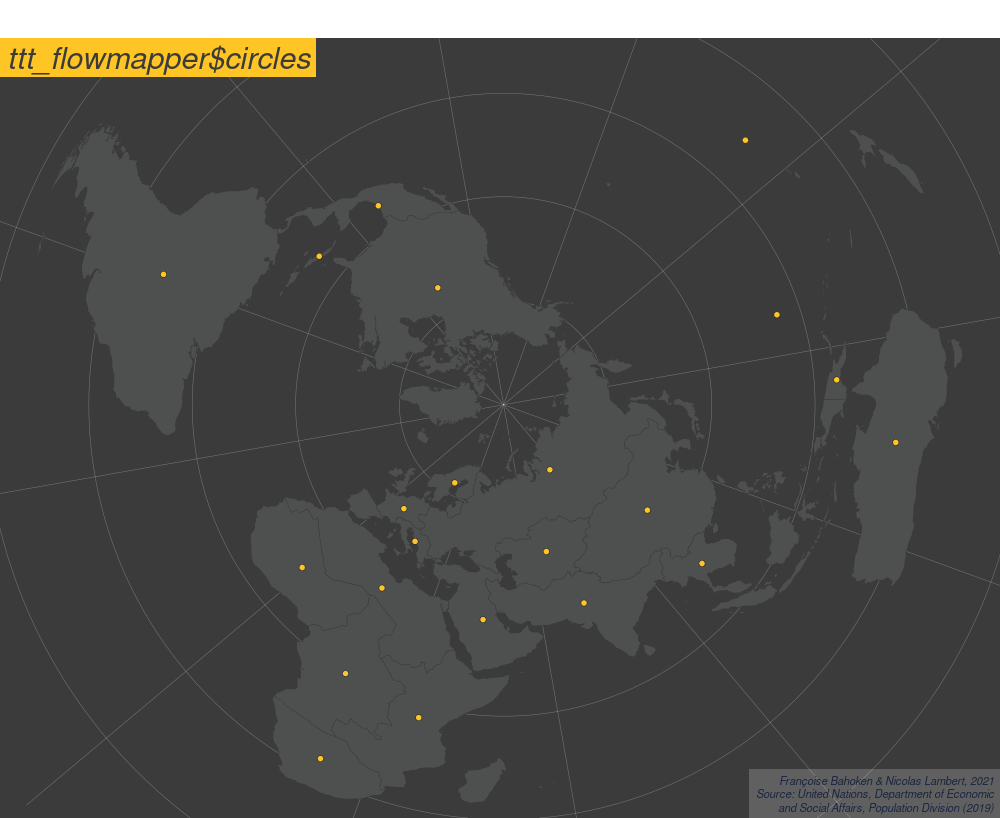 ttt_flowmapper$circles
Françoise Bahoken & Nicolas Lambert, 2021
Source: United Nations, Department of Economic
and Social Affairs, Population Division (2019)